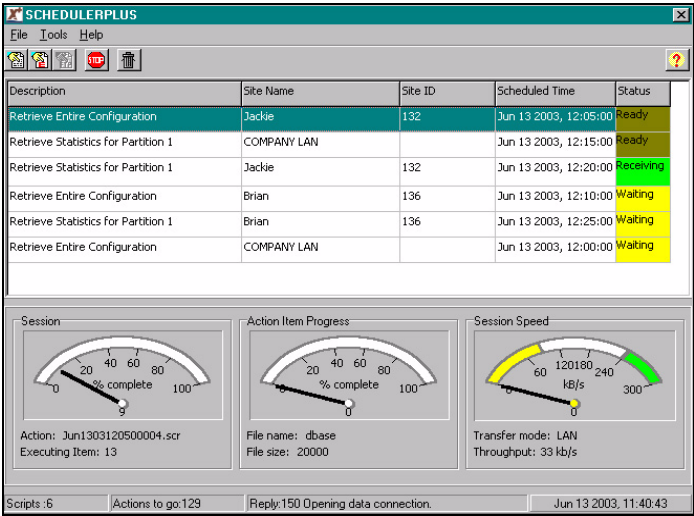 SCHEDULERPLUS
File Tools Help
STOP
?
Description Site Name Site ID Scheduled Time Status
Retrieve Entire Configuration Jackie 132 Jun 13 2003, 12:05:00 Ready
Retrieve Statistics for Partition 1 COMPANY LAN Jun 13 2003, 12:15:00 Ready
Retrieve Statistics for Partition 1 Jackie 132 Jun 13 2003, 12:20:00 Receiving
Retrieve Entire Configuration Brian 136 Jun 13 2003, 12:10:00 Waiting
Retrieve Statistics for Partition 1 Brian 136 Jun 13 2003, 12:25:00 Waiting
Retrieve Entire Configuration COMPANY LAN Jun 13 2003, 12:00:00 Waiting
Session
0 20 40 60 80 100
% complete
9
Action: Jun1303120500004.scr
Executing Item: 13
Action Item Progress
0 20 40 60 80 100
% complete
0
File name: dbase
File size: 20000
Session Speed
0 60 120 180 240 300
kB/s
0
Transfer mode: LAN
Throughput: 33 kb/s
Scripts :6 Actions to go:129 Reply:150 Opening data connection. Jun 13 2003, 11:40:43